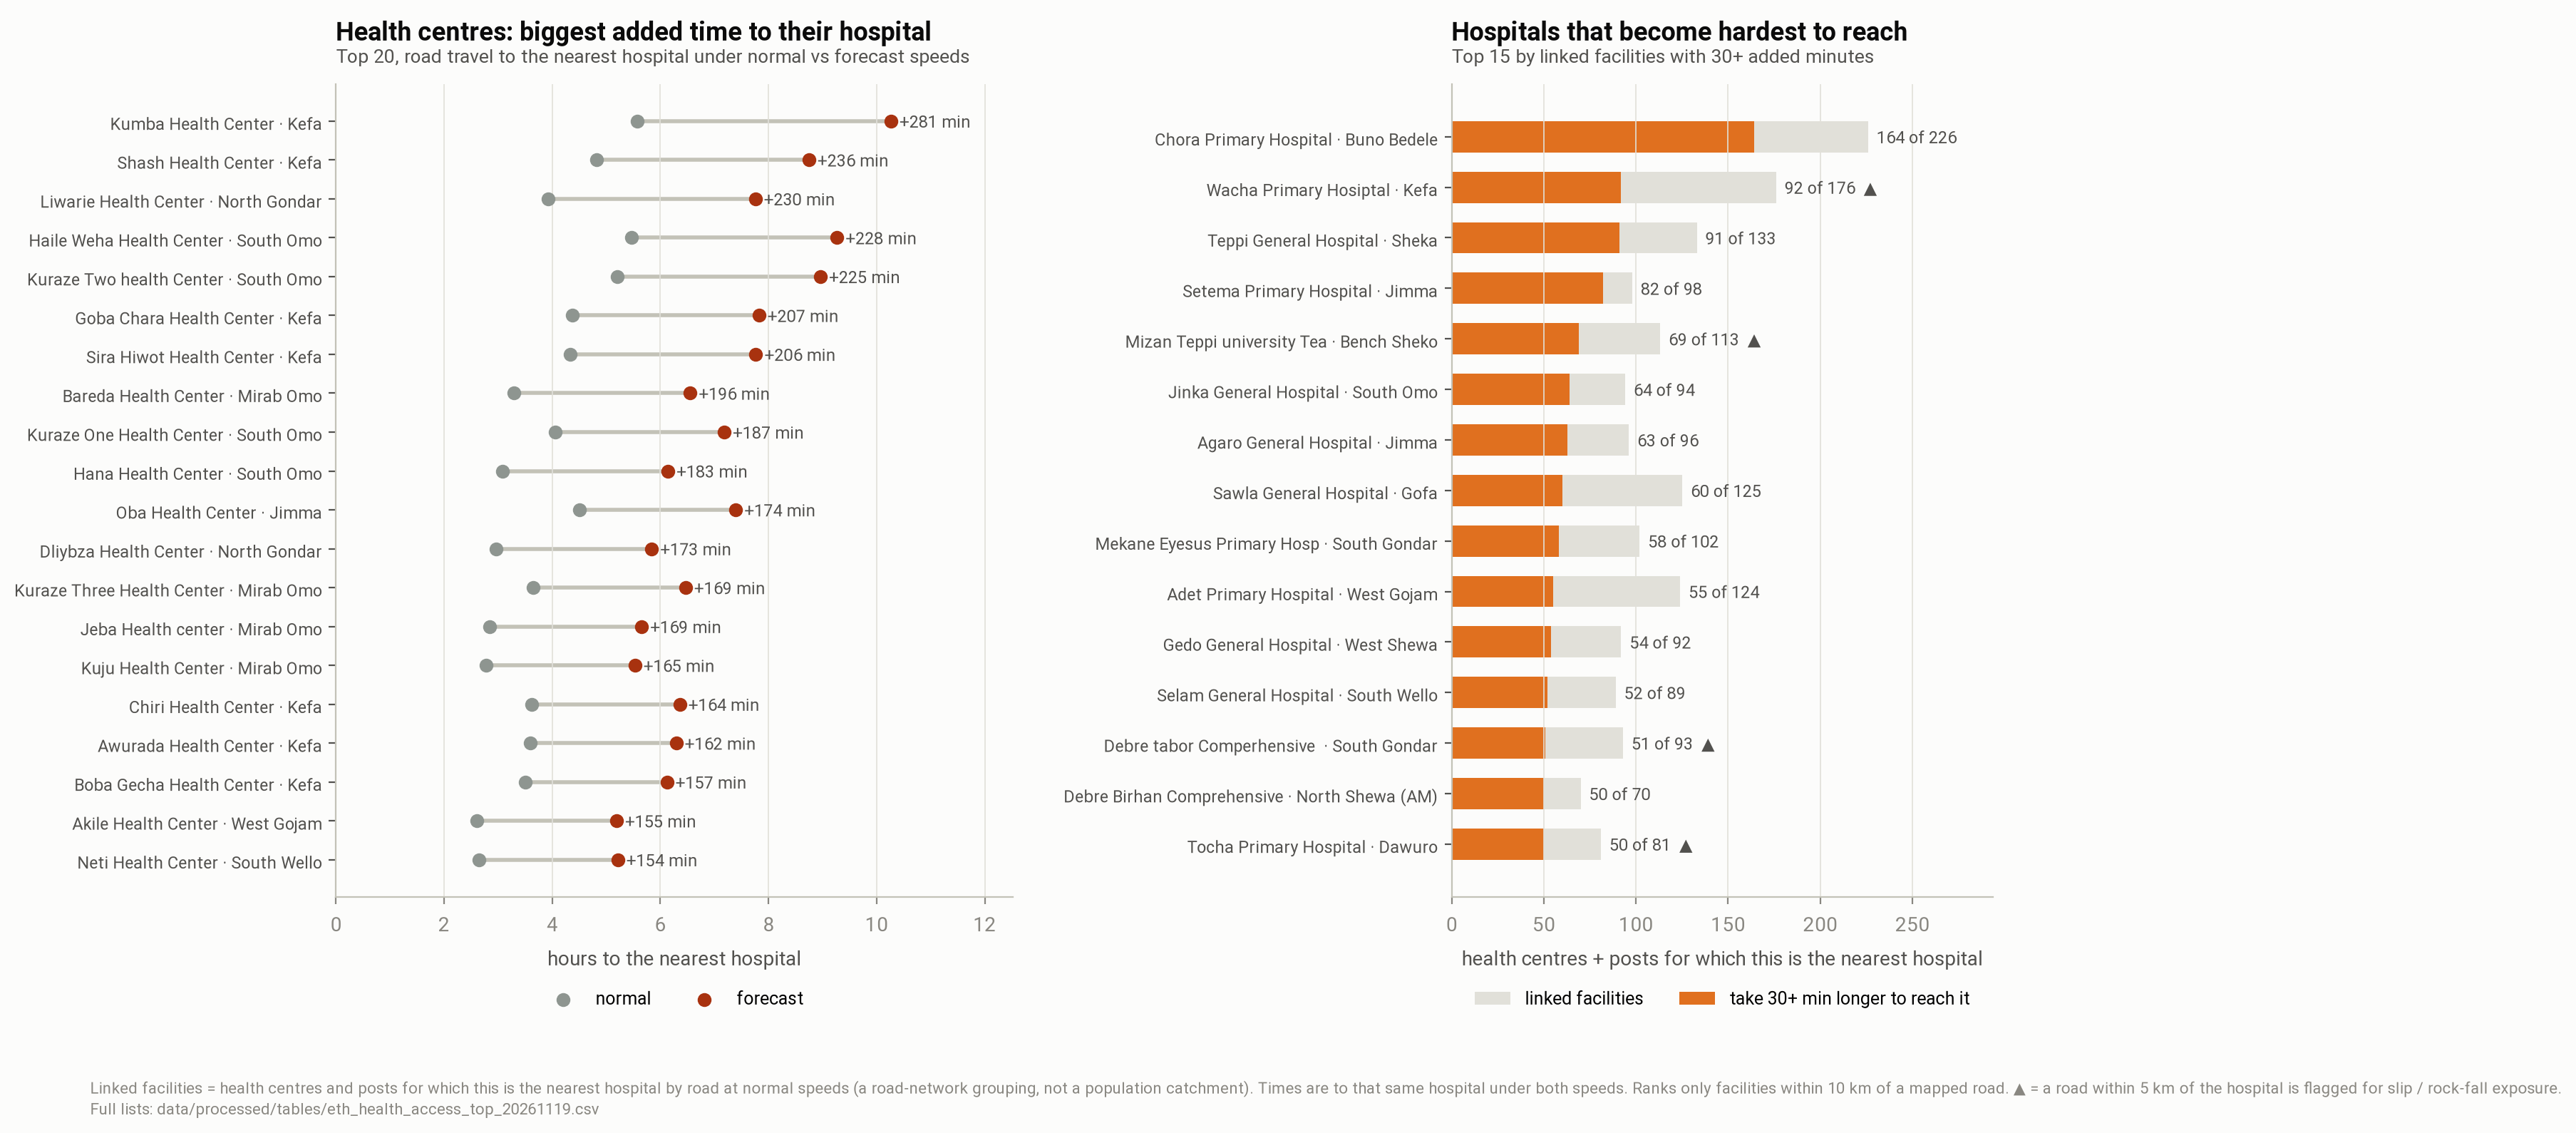 Health centres: biggest added time to their hospital
Top 20, road travel to the nearest hospital under normal vs forecast speeds
Kumba Health Center · Kefa
+281 min
Shash Health Center · Kefa
+236 min
Liwarie Health Center · North Gondar
+230 min
Haile Weha Health Center · South Omo
+228 min
Kuraze Two health Center · South Omo
+225 min
Goba Chara Health Center · Kefa
+207 min
Sira Hiwot Health Center · Kefa
+206 min
Bareda Health Center · Mirab Omo
+196 min
Kuraze One Health Center · South Omo
+187 min
Hana Health Center · South Omo
+183 min
Oba Health Center · Jimma
+174 min
Dliybza Health Center · North Gondar
+173 min
Kuraze Three Health Center · Mirab Omo
+169 min
Jeba Health center · Mirab Omo
+169 min
Kuju Health Center · Mirab Omo
+165 min
Chiri Health Center · Kefa
+164 min
Awurada Health Center · Kefa
+162 min
Boba Gecha Health Center · Kefa
+157 min
Akile Health Center · West Gojam
+155 min
Neti Health Center · South Wello
+154 min
0 2 4 6 8 10 12
hours to the nearest hospital
normal forecast
Hospitals that become hardest to reach
Top 15 by linked facilities with 30+ added minutes
Chora Primary Hospital · Buno Bedele
164 of 226
Wacha Primary Hosiptal · Kefa
92 of 176 ▲
Teppi General Hospital · Sheka
91 of 133
Setema Primary Hospital · Jimma
82 of 98
Mizan Teppi university Tea · Bench Sheko
69 of 113 ▲
Jinka General Hospital · South Omo
64 of 94
Agaro General Hospital · Jimma
63 of 96
Sawla General Hospital · Gofa
60 of 125
Mekane Eyesus Primary Hosp · South Gondar
58 of 102
Adet Primary Hospital · West Gojam
55 of 124
Gedo General Hospital · West Shewa
54 of 92
Selam General Hospital · South Wello
52 of 89
Debre tabor Comperhensive · South Gondar
51 of 93 ▲
Debre Birhan Comprehensive · North Shewa (AM)
50 of 70
Tocha Primary Hospital · Dawuro
50 of 81 ▲
0 50 100 150 200 250
health centres + posts for which this is the nearest hospital
linked facilities take 30+ min longer to reach it
Linked facilities = health centres and posts for which this is the nearest hospital by road at normal speeds (a road-network grouping, not a population catchment). Times are to that same hospital under both speeds. Ranks only facilities within 10 km of a mapped road. ▲ = a road within 5 km of the hospital is flagged for slip / rock-fall exposure.
Full lists: data/processed/tables/eth_health_access_top_20261119.csv